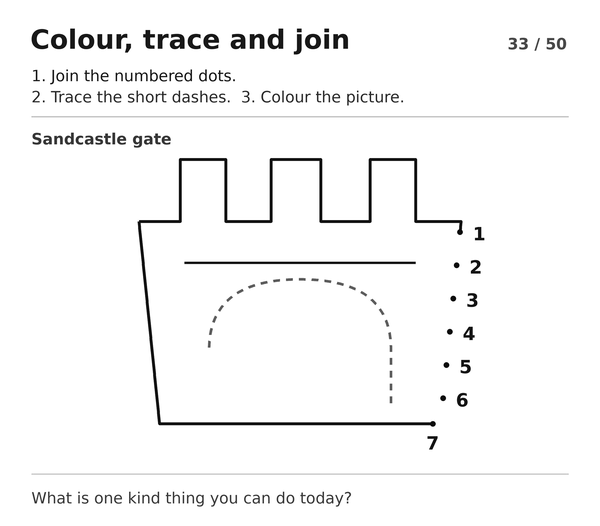 Colour, trace and join
33 / 50
1. Join the numbered dots.
2. Trace the short dashes.  3. Colour the picture.
Sandcastle gate
1
2
3
4
5
6
7
What is one kind thing you can do today?